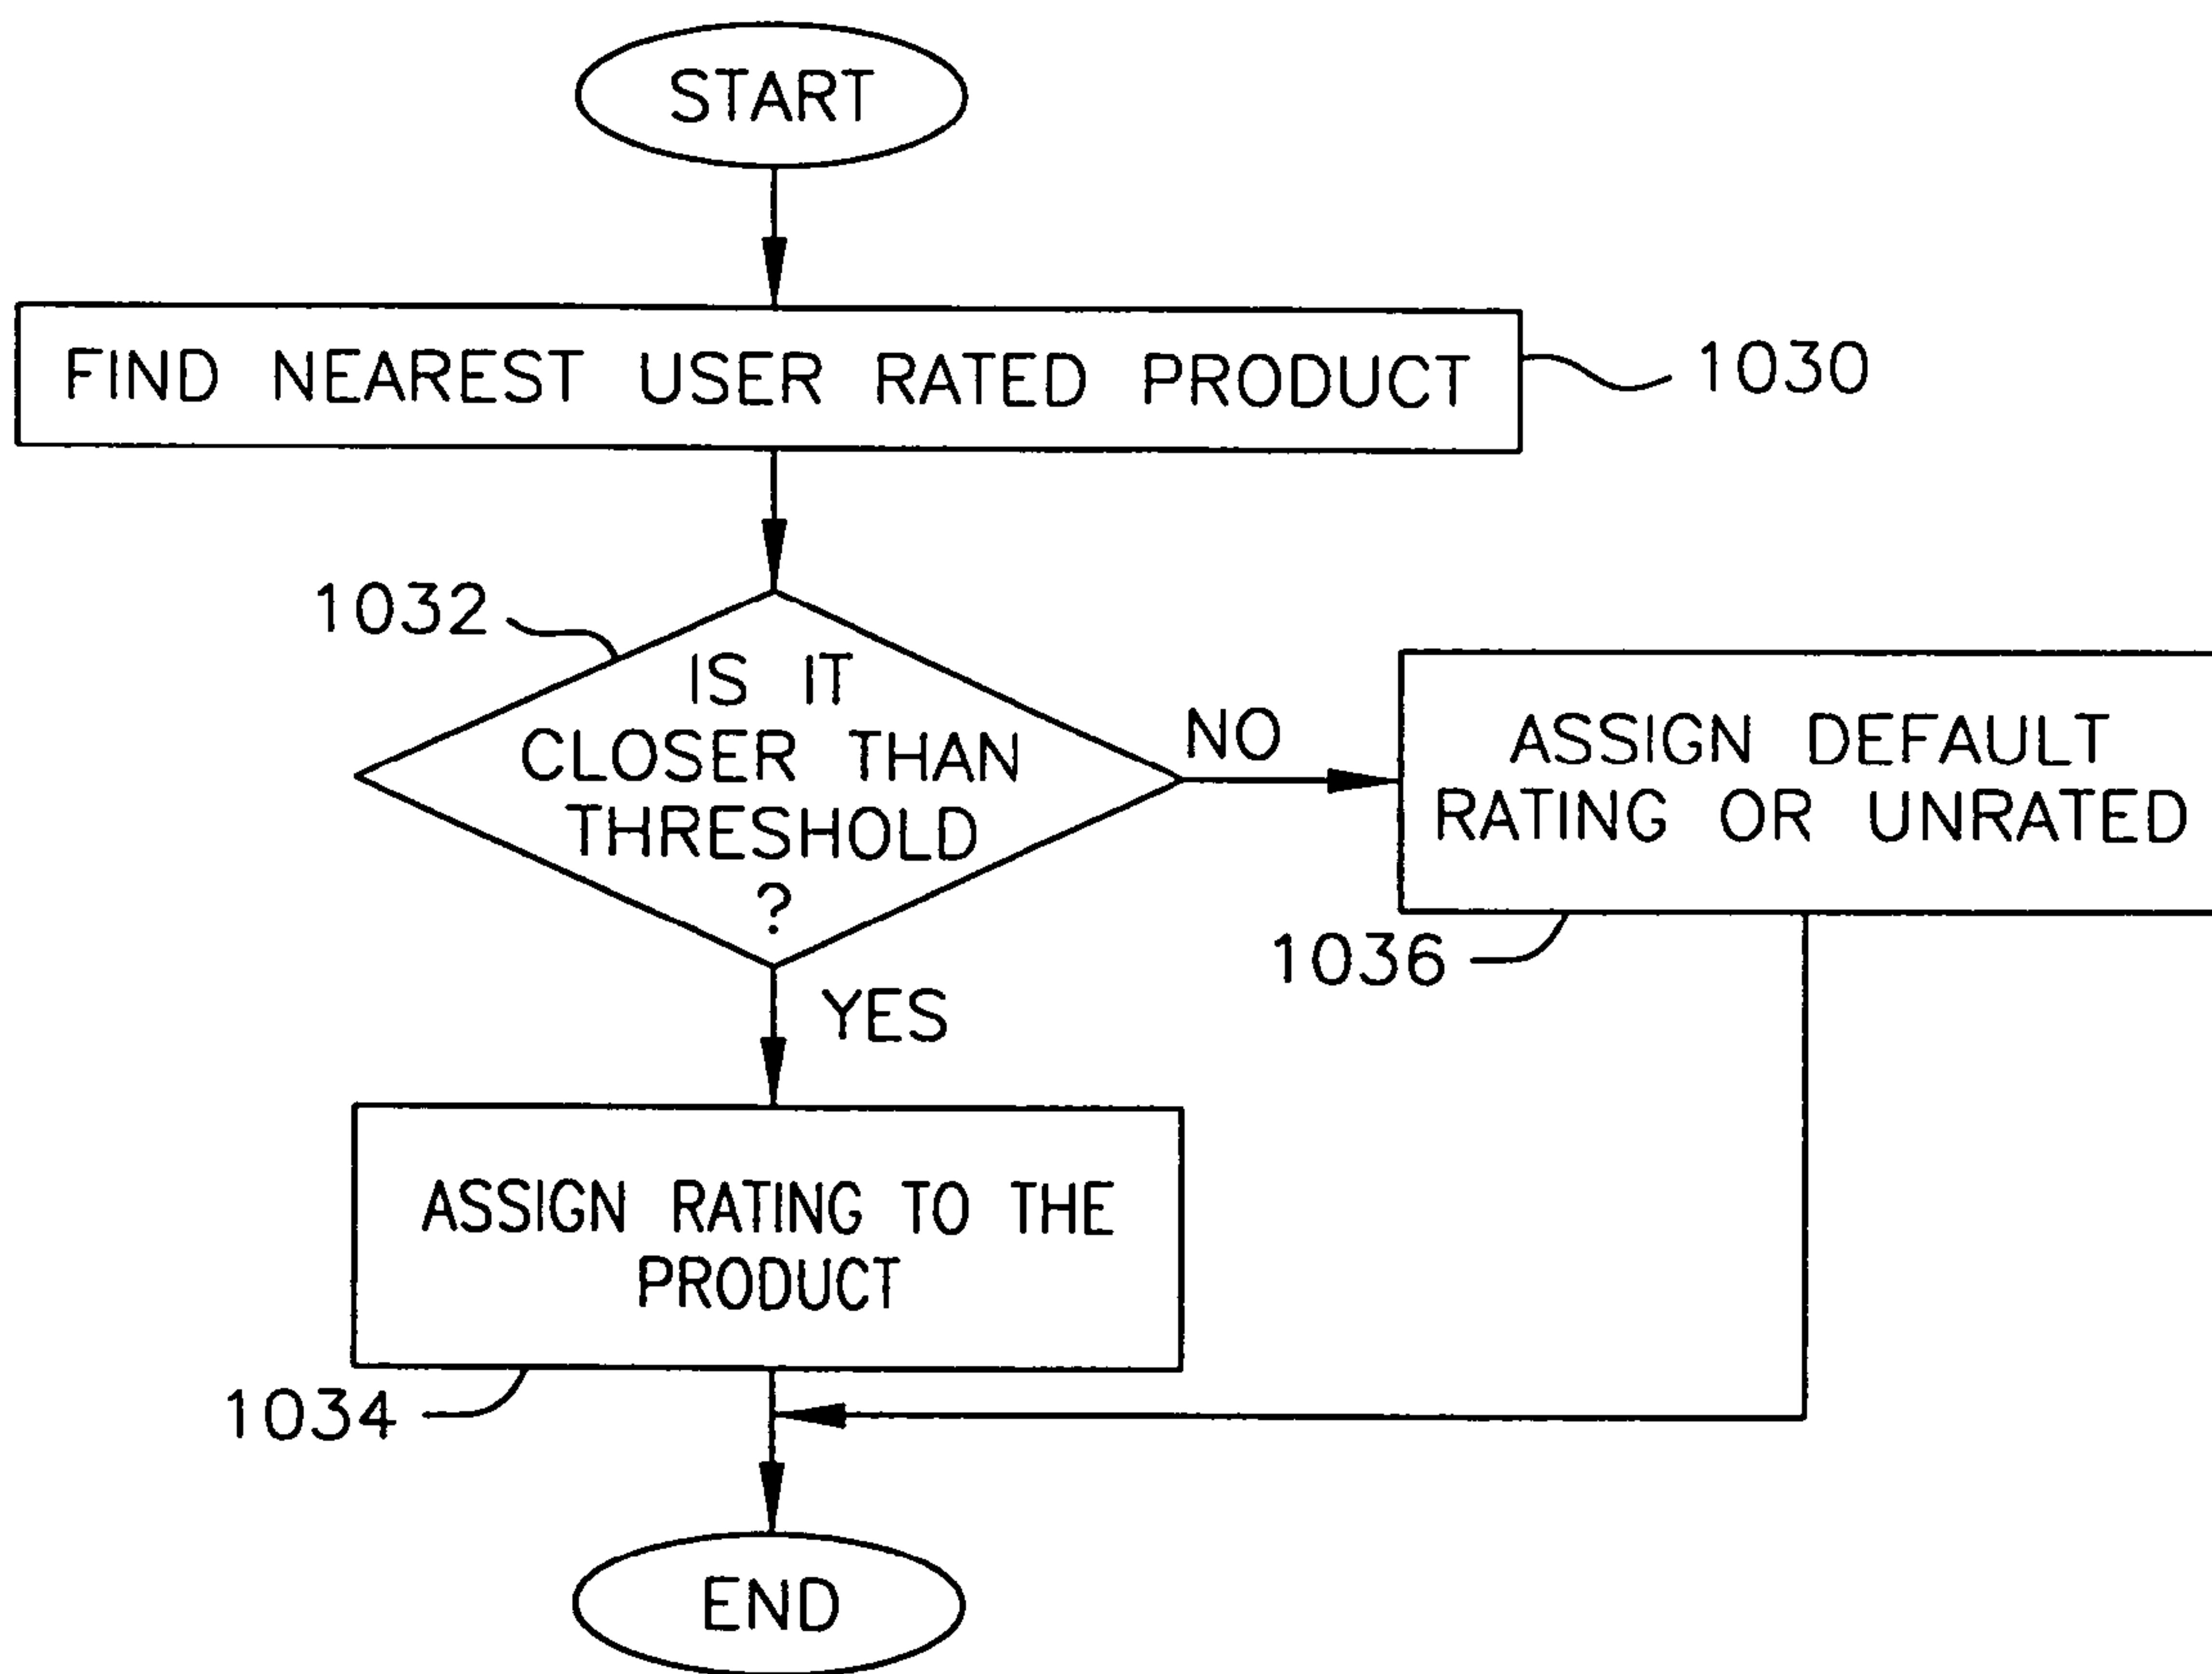 START
FIND NEAREST USER RATED PRODUCT
1030
1032
IS IT
CLOSER THAN
THRESHOLD
?
NO
ASSIGN DEFAULT
RATING OR UNRATED
1036
YES
ASSIGN RATING TO THE
PRODUCT
1034
END